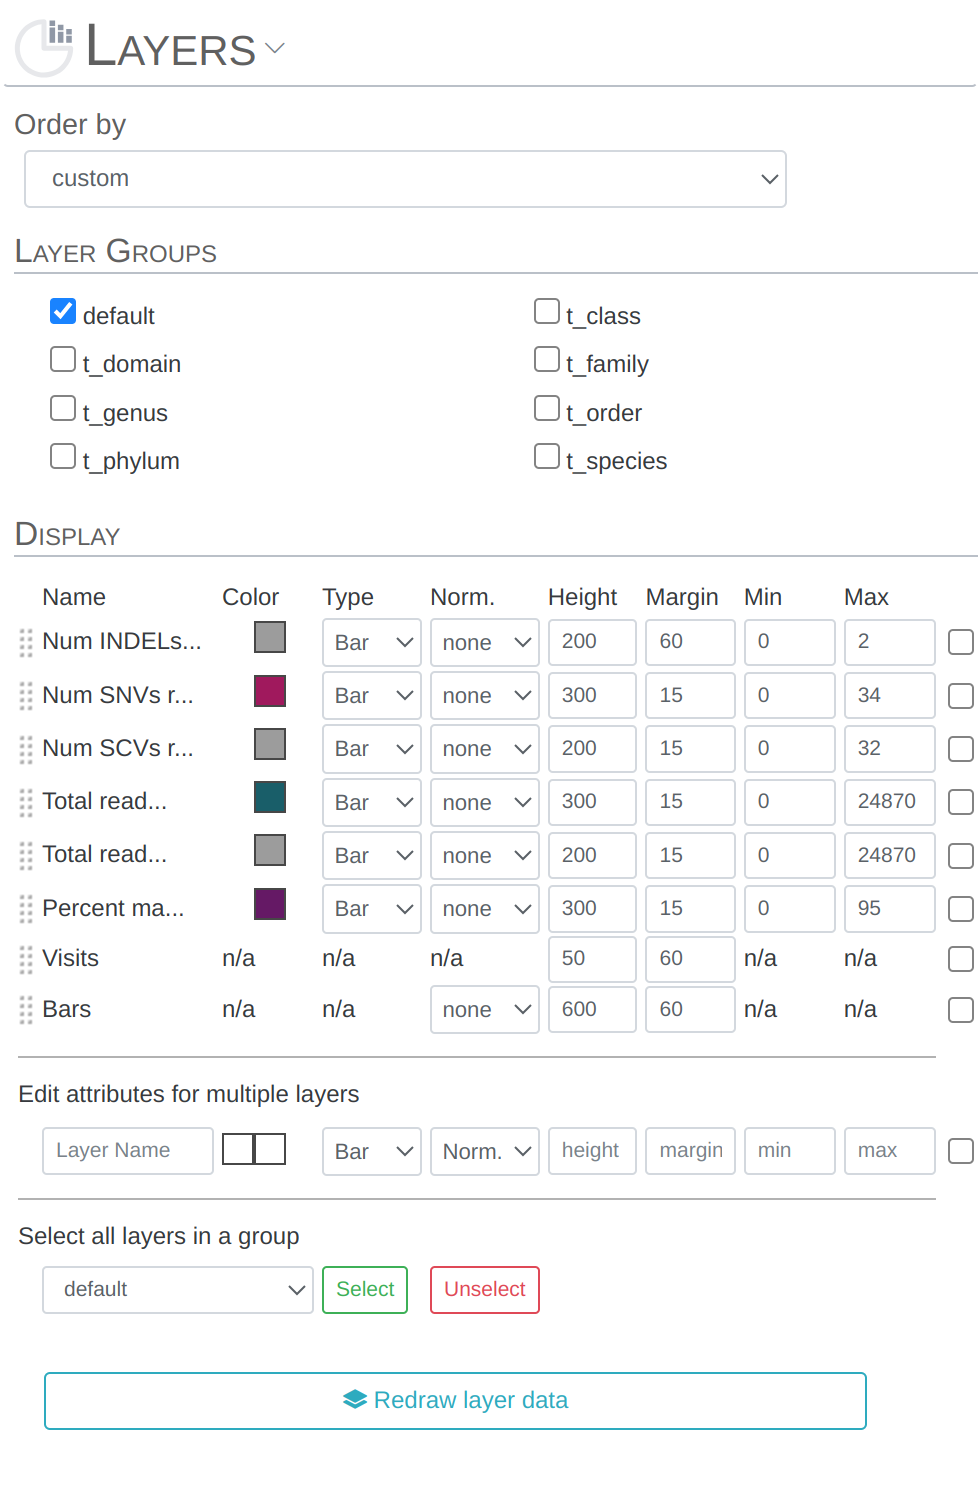 LAYERS
Order by
custom
LAYER GROUPS
default t_class
t_domain t_family
t_genus t_order
t_phylum t_species
DISPLAY
Name Color Type Norm. Height Margin Min Max
Num INDELs... Bar none 200 60 0 2
Num SNVs r... Bar none 300 15 0 34
Num SCVs r... Bar none 200 15 0 32
Total read... Bar none 300 15 0 24870
Total read... Bar none 200 15 0 24870
Percent ma... Bar none 300 15 0 95
Visits n/a n/a n/a 50 60 n/a n/a
Bars n/a n/a none 600 60 n/a n/a
Edit attributes for multiple layers
Layer Name Bar Norm. height margin min max
Select all layers in a group
default Select Unselect
Redraw layer data